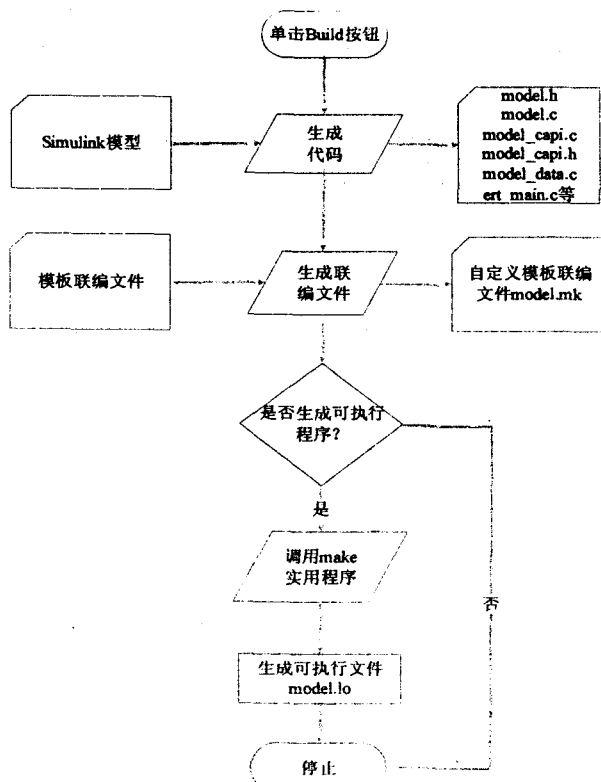 单击Build按钮
Simulink模型
生成
代码
model.h
model.c
model_capi.c
model_capi.h
model_data.c
ert_main.c等
模板联编文件
生成联
编文件
自定义模板联编
文件model.mk
是否生成可执行
程序?
是
调用make
实用程序
否
生成可执行文件
model.lo
停止